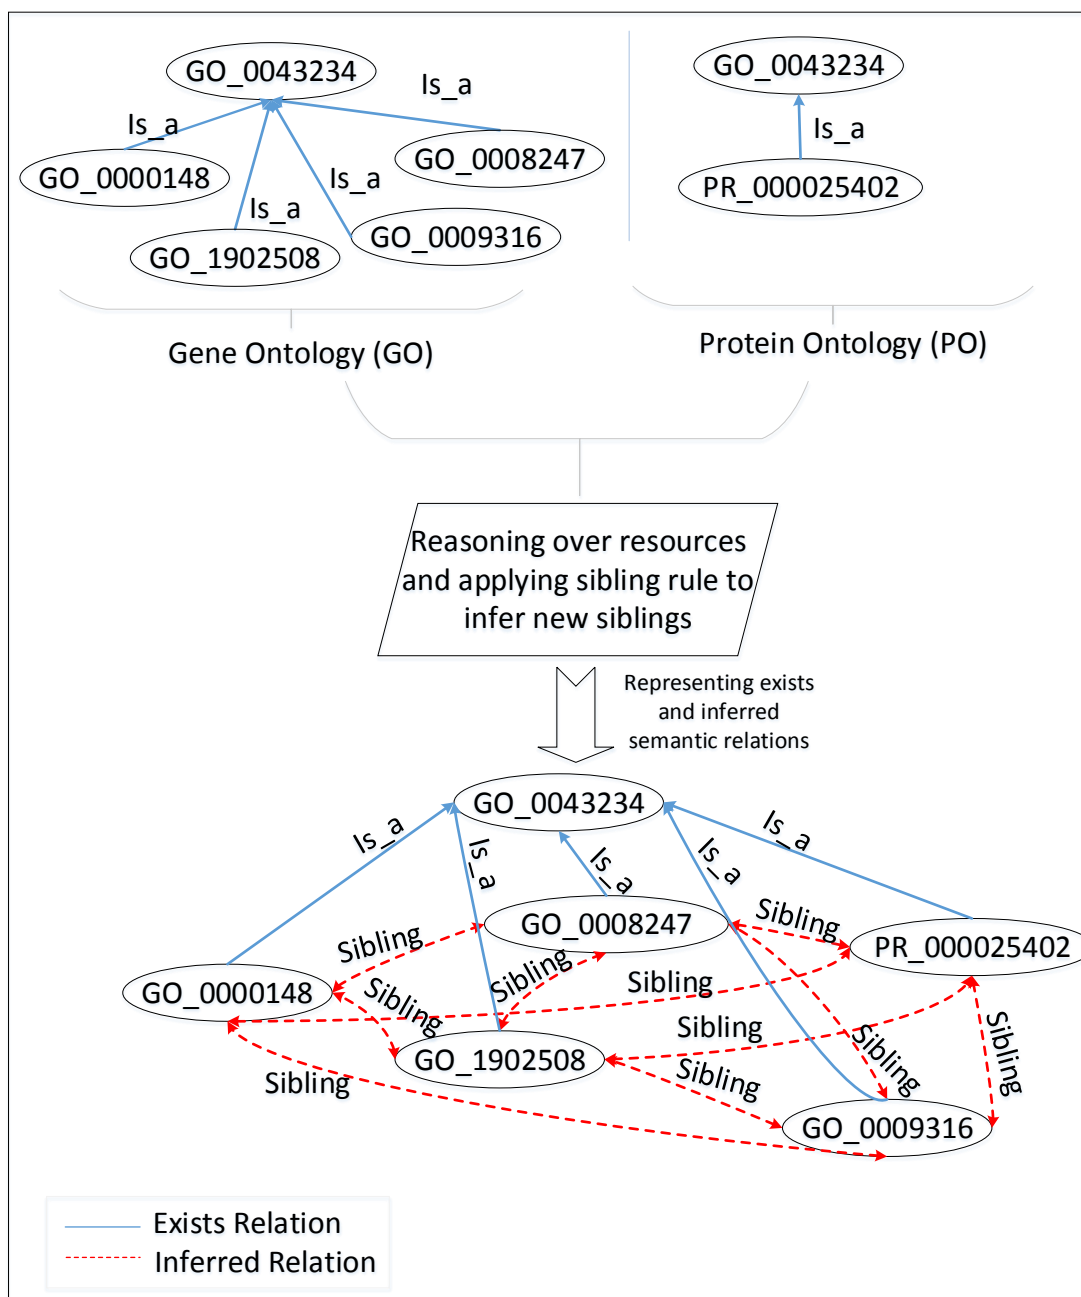 GO_0043234
Is_a
Is_a
GO_0000148
GO_0008247
Is_a
Is_a
GO_1902508
GO_0009316
Gene Ontology (GO)
GO_0043234
Is_a
PR_000025402
Protein Ontology (PO)
Reasoning over resources
and applying sibling rule to
infer new siblings
Representing exists
and inferred
semantic relations
GO_0043234
Is_a
Is_a
Is_a
Is_a
Is_a
GO_0008247
Sibling
PR_000025402
Sibling
Sibling
Sibling
GO_0000148
Sibling
Sibling
Sibling
Sibling
GO_1902508
Sibling
Sibling
Sibling
GO_0009316
Exists Relation
Inferred Relation